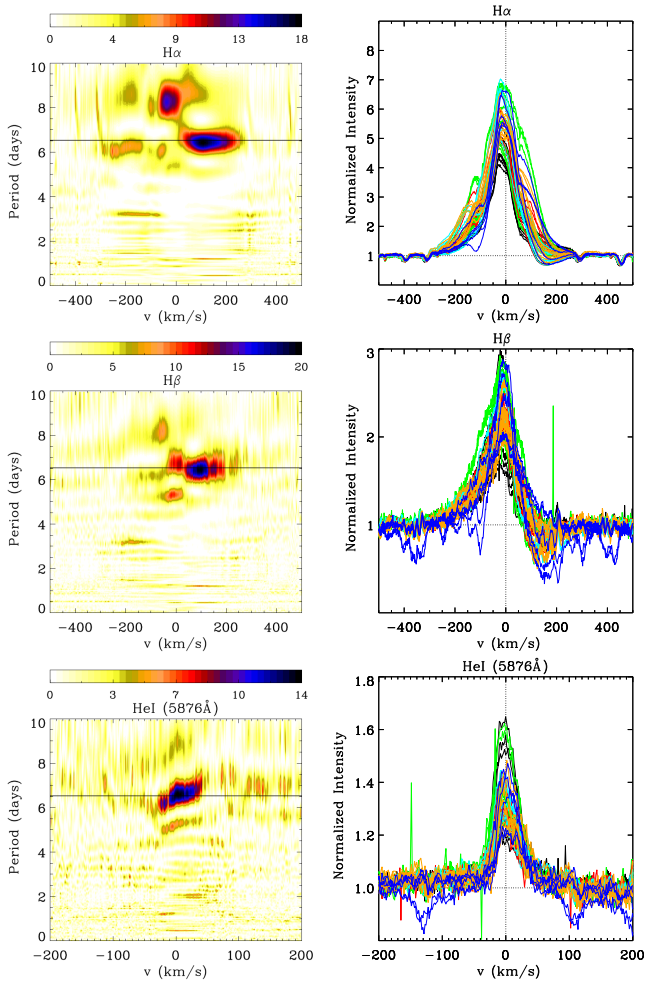 0 4 9 13 18
Hα
10
8
6
4
2
0
Period (days)
−400 −200 0 200 400
v (km/s)
Hα
8
7
6
5
4
3
2
1
Normalized Intensity
−400 −200 0 200 400
v (km/s)
0 5 10 15 20
Hβ
10
8
6
4
2
0
Period (days)
−400 −200 0 200 400
v (km/s)
Hβ
3
2
1
Normalized Intensity
−400 −200 0 200 400
v (km/s)
0 3 7 10 14
HeI (5876Å)
10
8
6
4
2
0
Period (days)
−200 −100 0 100 200
v (km/s)
HeI (5876Å)
1.8
1.6
1.4
1.2
1.0
Normalized Intensity
−200 −100 0 100 200
v (km/s)